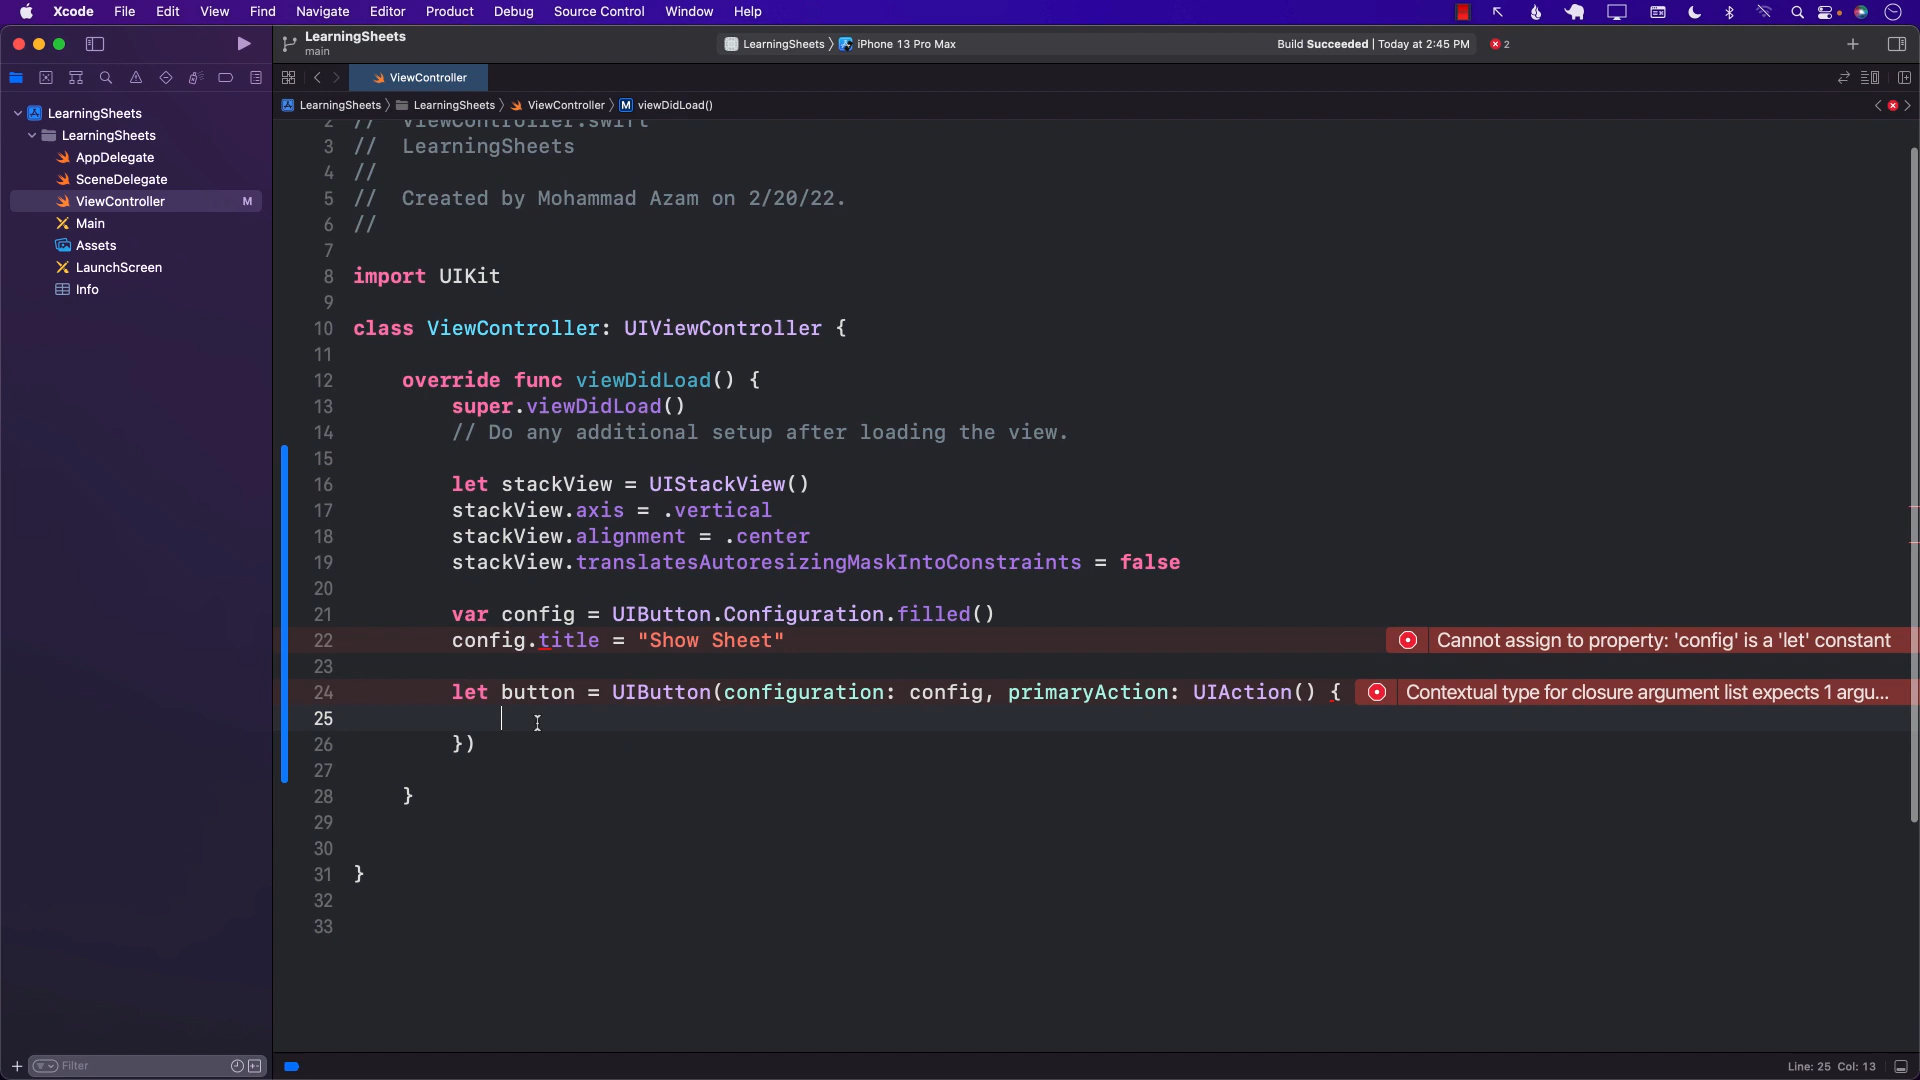 Xcode File Edit View Find Navigate Editor Product Debug Source Control Window Help
LearningSheets
main
LearningSheets iPhone 13 Pro Max
Build Succeeded | Today at 2:45 PM
2
ViewController
LearningSheets LearningSheets ViewController M viewDidLoad()
LearningSheets
LearningSheets
AppDelegate
SceneDelegate
ViewController M
Main
Assets
LaunchScreen
Info
2 // ViewController.swift
3 // LearningSheets
4 //
5 // Created by Mohammad Azam on 2/20/22.
6 //
7
8 import UIKit
9
10 class ViewController: UIViewController {
11
12 override func viewDidLoad() {
13 super.viewDidLoad()
14 // Do any additional setup after loading the view.
15
16 let stackView = UIStackView()
17 stackView.axis = .vertical
18 stackView.alignment = .center
19 stackView.translatesAutoresizingMaskIntoConstraints = false
20
21 var config = UIButton.Configuration.filled()
22 config.title = "Show Sheet" Cannot assign to property: 'config' is a 'let' constant
23
24 let button = UIButton(configuration: config, primaryAction: UIAction() { Contextual type for closure argument list expects 1 argu...
25
26 })
27
28 }
29
30
31 }
32
33
Filter
Line: 25 Col: 13